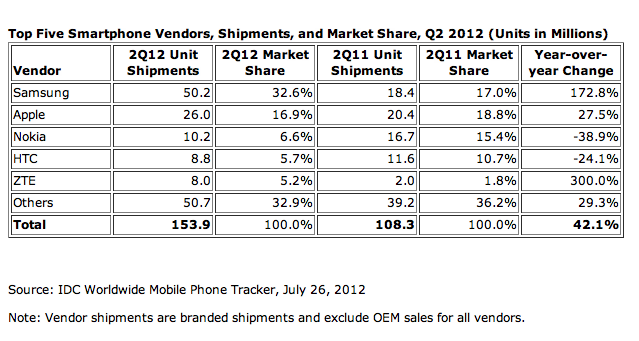 Top Five Smartphone Vendors, Shipments, and Market Share, Q2 2012 (Units in Millions)
Vendor 2Q12 Unit Shipments 2Q12 Market Share 2Q11 Unit Shipments 2Q11 Market Share Year-over-year Change
Samsung 50.2 32.6% 18.4 17.0% 172.8%
Apple 26.0 16.9% 20.4 18.8% 27.5%
Nokia 10.2 6.6% 16.7 15.4% -38.9%
HTC 8.8 5.7% 11.6 10.7% -24.1%
ZTE 8.0 5.2% 2.0 1.8% 300.0%
Others 50.7 32.9% 39.2 36.2% 29.3%
Total 153.9 100.0% 108.3 100.0% 42.1%
Source: IDC Worldwide Mobile Phone Tracker, July 26, 2012
Note: Vendor shipments are branded shipments and exclude OEM sales for all vendors.